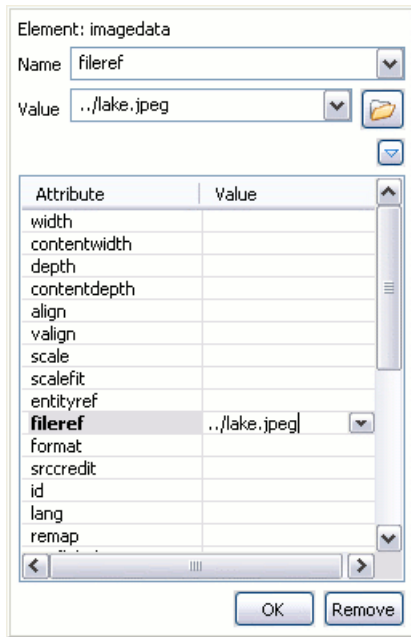 Element: imagedata
Name fileref
Value ../lake.jpeg
Attribute Value
width
contentwidth
depth
contentdepth
align
valign
scale
scalefit
entityref
fileref ../lake.jpeg
format
srccredit
id
lang
remap
OK Remove